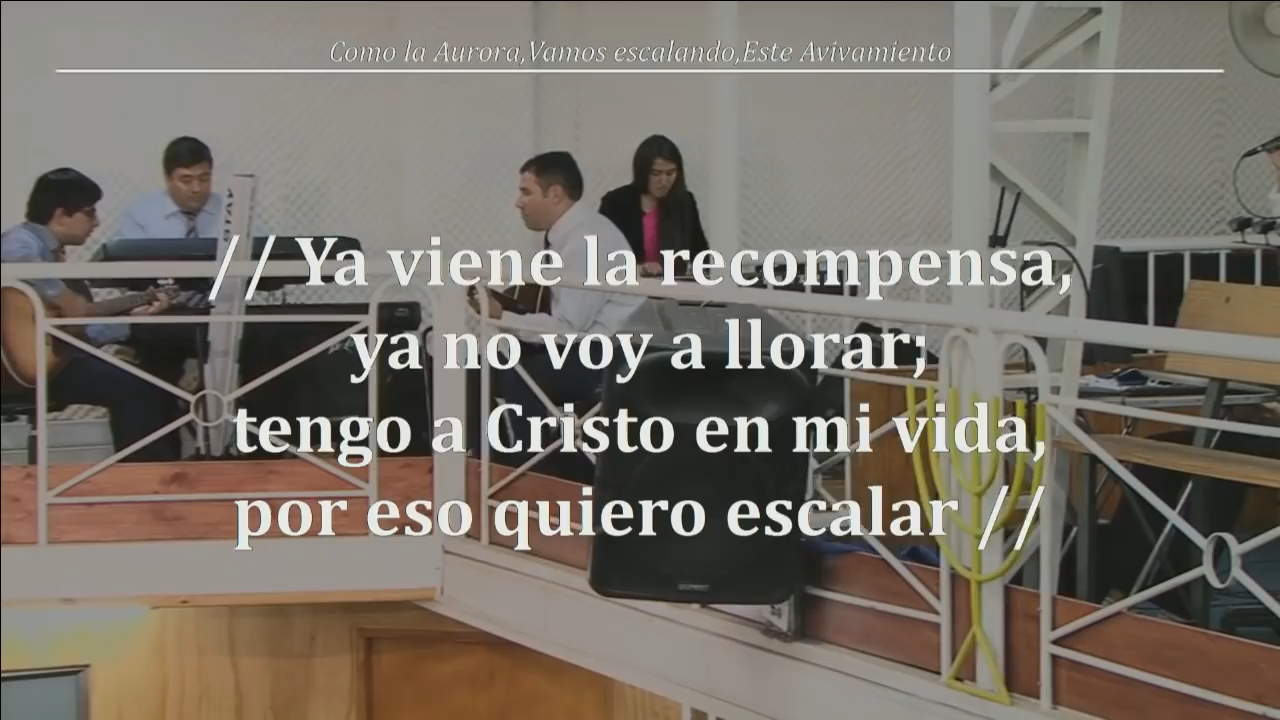 Como la Aurora,Vamos escalando,Este Avivamiento
// Ya viene la recompensa,
ya no voy a llorar;
tengo a Cristo en mi vida,
por eso quiero escalar //